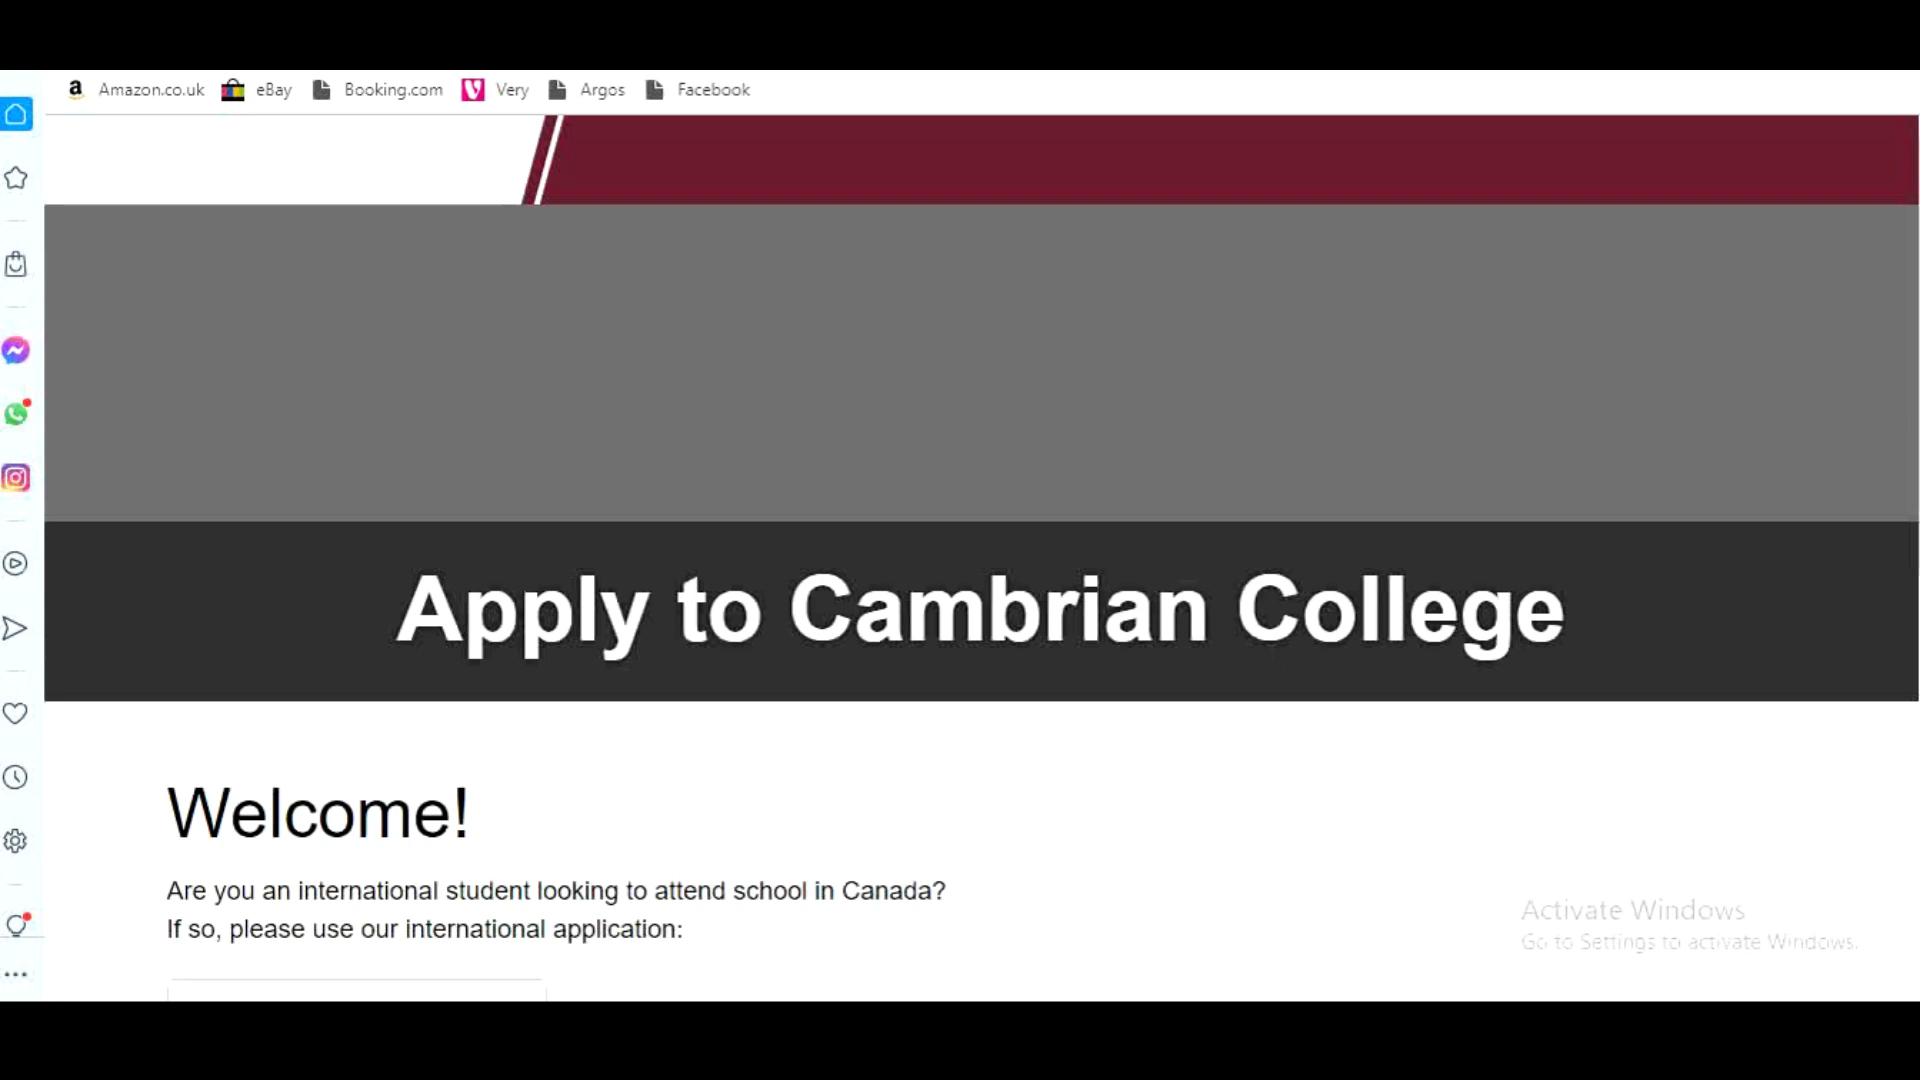 Amazon.co.uk eBay Booking.com Very Argos Facebook
Apply to Cambrian College
Welcome!
Are you an international student looking to attend school in Canada?
If so, please use our international application:
Activate Windows
Go to Settings to activate Windows.